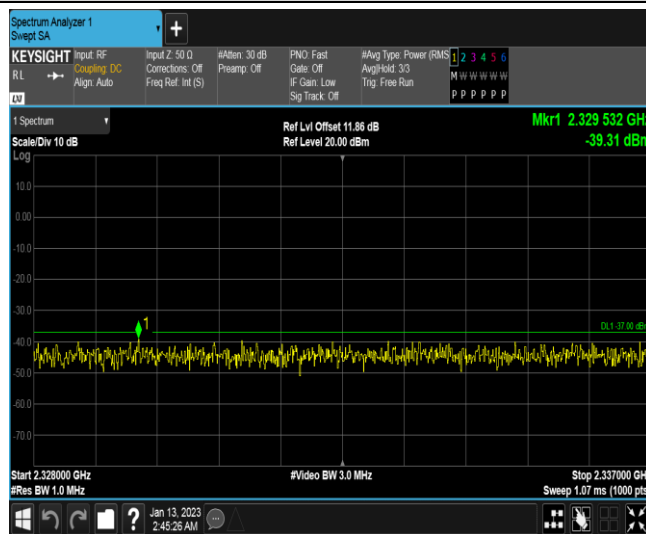 Spectrum Analyzer 1
Swept SA
+
KEYSIGHT
RL
LXI
Input: RF
Coupling: DC
Align: Auto
Input Z: 50 Ω
Corrections: Off
Freq Ref: Int (S)
#Atten: 30 dB
Preamp: Off
PNO: Fast
Gate: Off
IF Gain: Low
Sig Track: Off
#Avg Type: Power (RMS
Avg|Hold: 3/3
Trig: Free Run
1 2 3 4 5 6
M W W W W W
P P P P P P
1 Spectrum
Scale/Div 10 dB
Log
Ref Lvl Offset 11.86 dB
Ref Level 20.00 dBm
Mkr1 2.329 532 GHz
-39.31 dBm
10.0
0.00
-10.0
-20.0
-30.0
1
DL1 -37.00 dBm
-40.0
-50.0
-60.0
-70.0
Start 2.328000 GHz
#Res BW 1.0 MHz
#Video BW 3.0 MHz
Stop 2.337000 GHz
Sweep 1.07 ms (1000 pts
?
Jan 13, 2023
2:45:26 AM